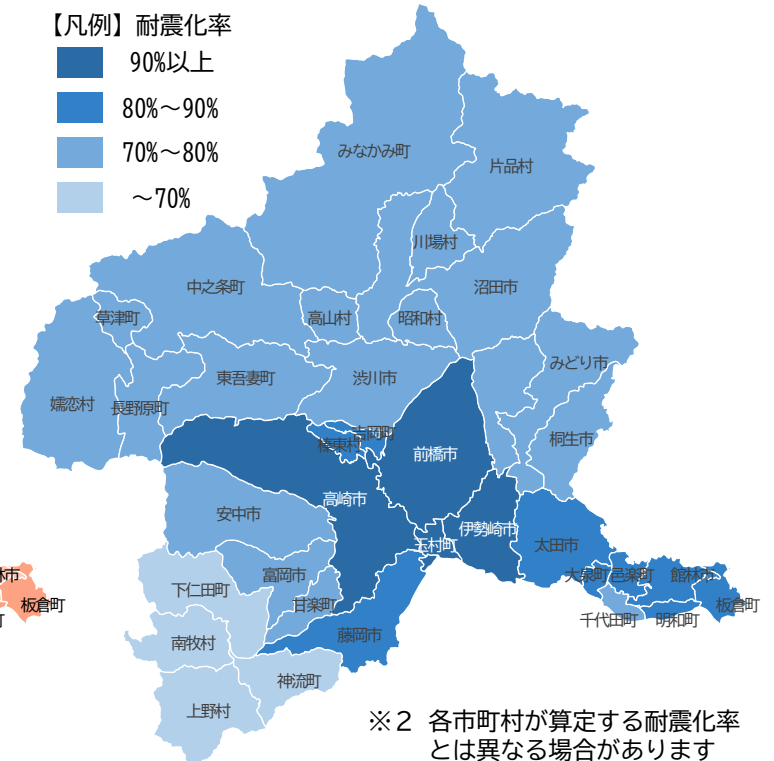 【凡例】耐震化率
90%以上
80%～90%
70%～80%
～70%
みなかみ町
片品村
川場村
中之条町
沼田市
草津町
高山村
昭和村
みどり市
東吾妻町
渋川市
嬬恋村
長野原町
吉岡町
榛東村
桐生市
前橋市
高崎市
安中市
伊勢崎市
玉村町
太田市
富岡市
大泉町
邑楽町
館林市
下仁田町
甘楽町
板倉町
板倉町
千代田町
明和町
藤岡市
南牧村
神流町
上野村
※2 各市町村が算定する耐震化率
とは異なる場合があります